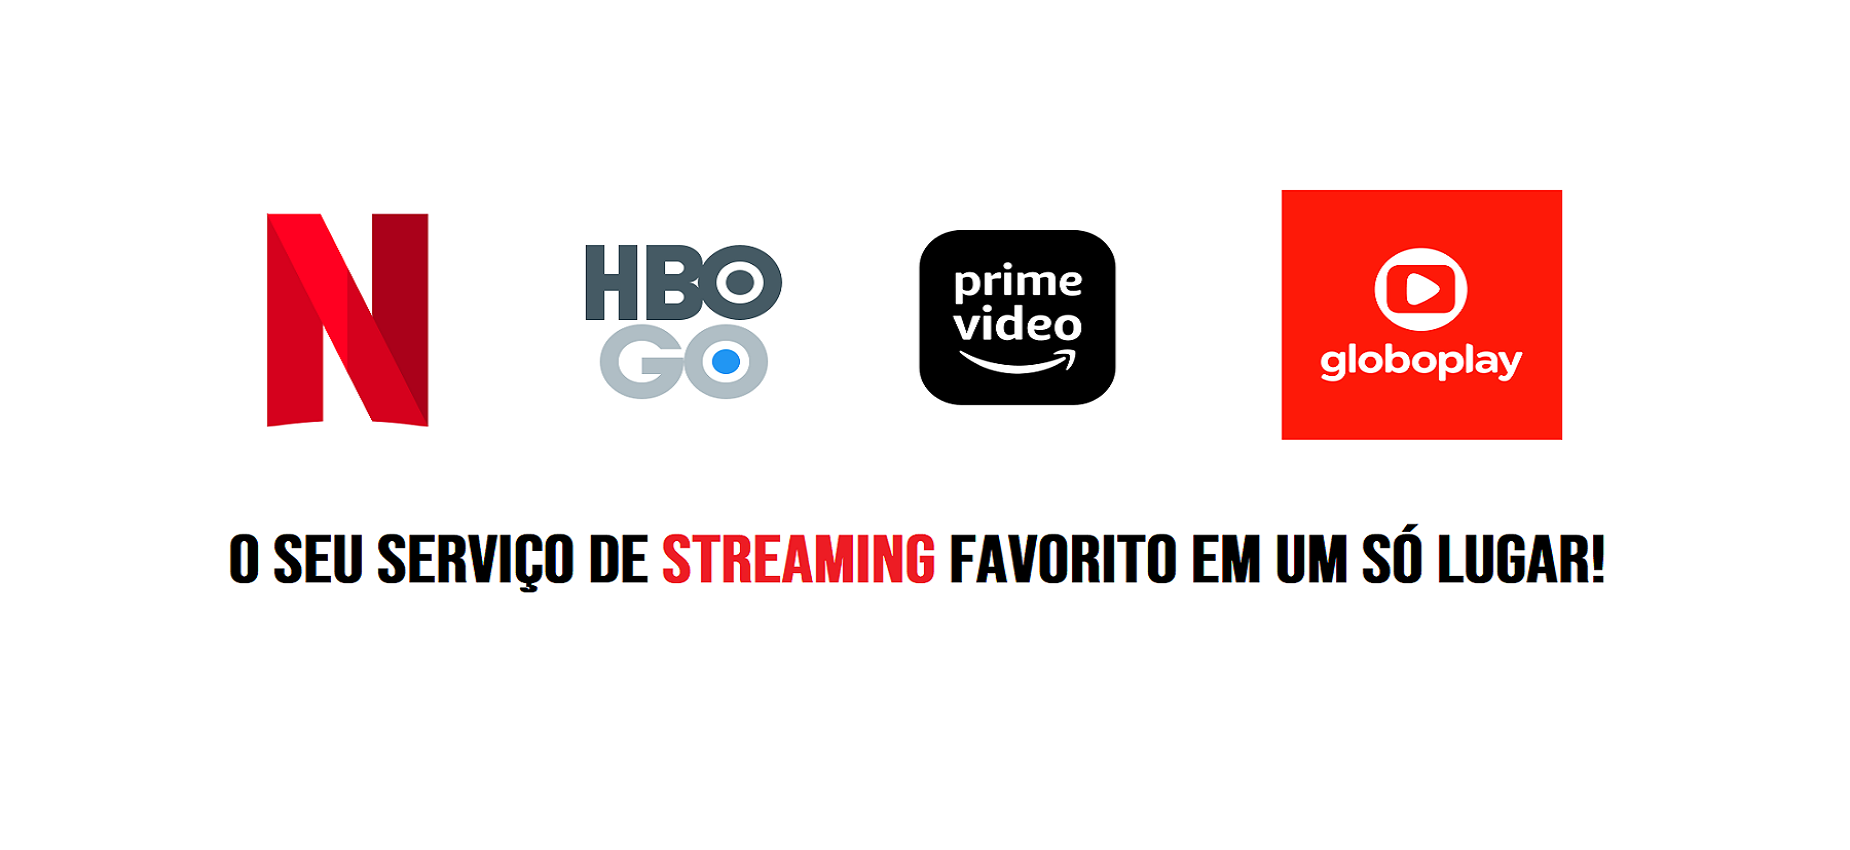 N
HBO
GO
prime
video
globoplay
O SEU SERVIÇO DE STREAMING FAVORITO EM UM SÓ LUGAR!